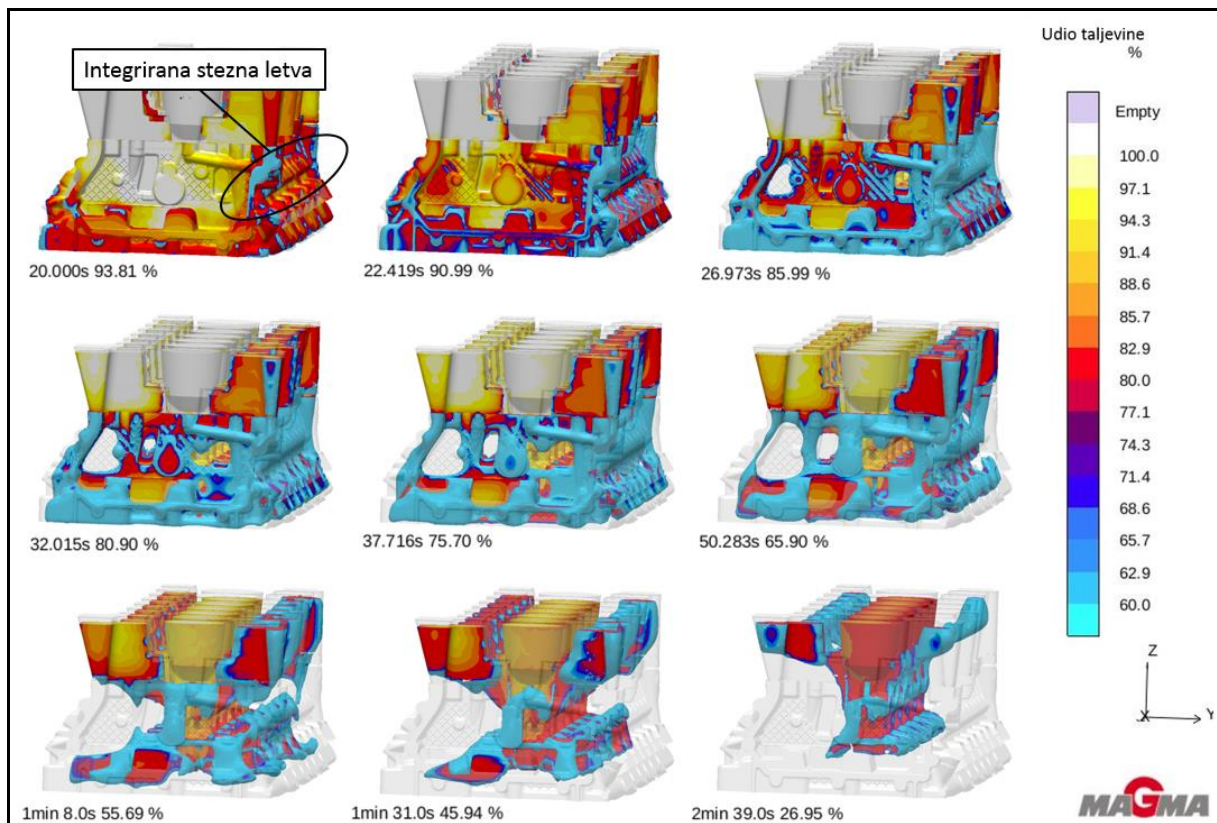 Integrirana stezna letva
Udio taljevine
%
Empty
100.0
97.1
94.3
91.4
88.6
85.7
82.9
80.0
77.1
74.3
71.4
68.6
65.7
62.9
60.0
20.000s 93.81 %
22.419s 90.99 %
26.973s 85.99 %
32.015s 80.90 %
37.716s 75.70 %
50.283s 65.90 %
1min 8.0s 55.69 %
1min 31.0s 45.94 %
2min 39.0s 26.95 %
Z
X
Y
MAGMA